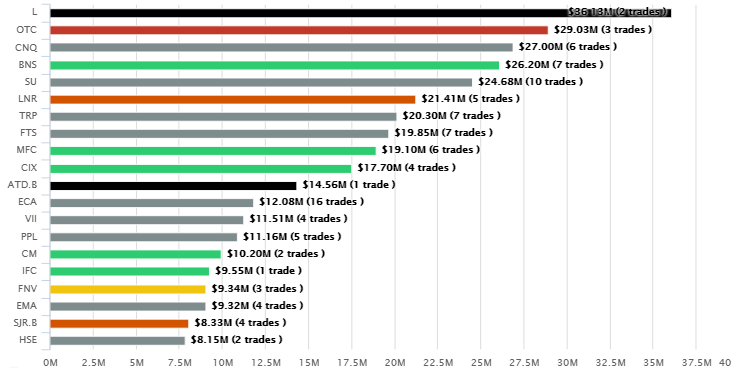 L $36.13M (2 trades )
OTC $29.03M (3 trades )
CNQ $27.00M (6 trades )
BNS $26.20M (7 trades )
SU $24.68M (10 trades )
LNR $21.41M (5 trades )
TRP $20.30M (7 trades )
FTS $19.85M (7 trades )
MFC $19.10M (6 trades )
CIX $17.70M (4 trades )
ATD.B $14.56M (1 trade )
ECA $12.08M (16 trades )
VII $11.51M (4 trades )
PPL $11.16M (5 trades )
CM $10.20M (2 trades )
IFC $9.55M (1 trade )
FNV $9.34M (3 trades )
EMA $9.32M (4 trades )
SJR.B $8.33M (4 trades )
HSE $8.15M (2 trades )
0M 2.5M 5M 7.5M 10M 12.5M 15M 17.5M 20M 22.5M 25M 27.5M 30M 32.5M 35M 37.5M 40